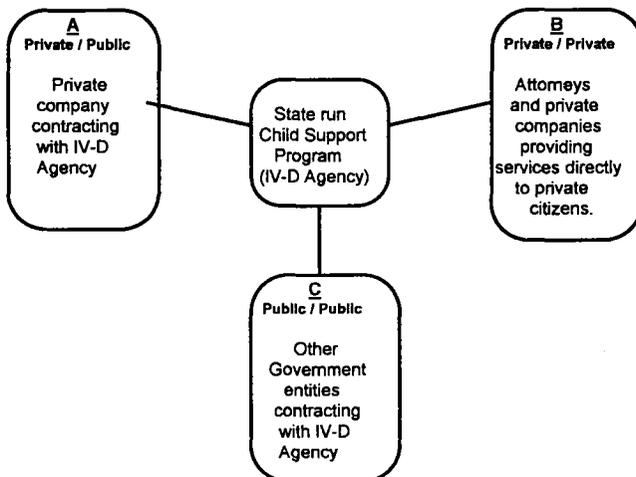 A
Private / Public
Private
company
contracting
with IV-D
Agency
State run
Child Support
Program
(IV-D Agency)
B
Private / Private
Attorneys
and private
companies
providing
services directly
to private
citizens.
C
Public / Public
Other
Government
entities
contracting
with IV-D
Agency